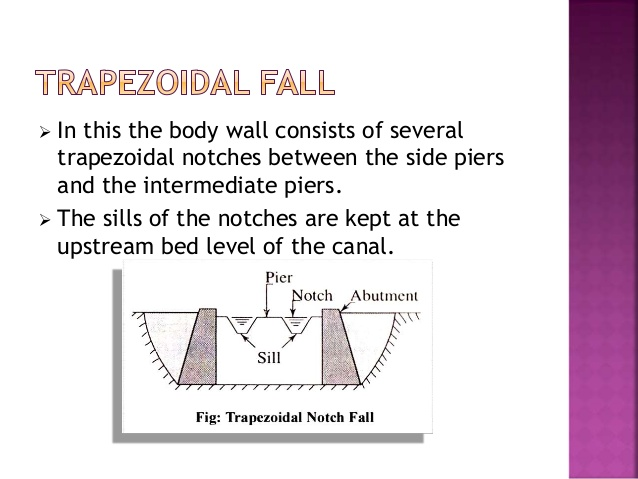 TRAPEZOIDAL FALL
➢ In this the body wall consists of several
trapezoidal notches between the side piers
and the intermediate piers.
➢ The sills of the notches are kept at the
upstream bed level of the canal.
Pier
Notch Abutment
Sill
Fig: Trapezoidal Notch Fall